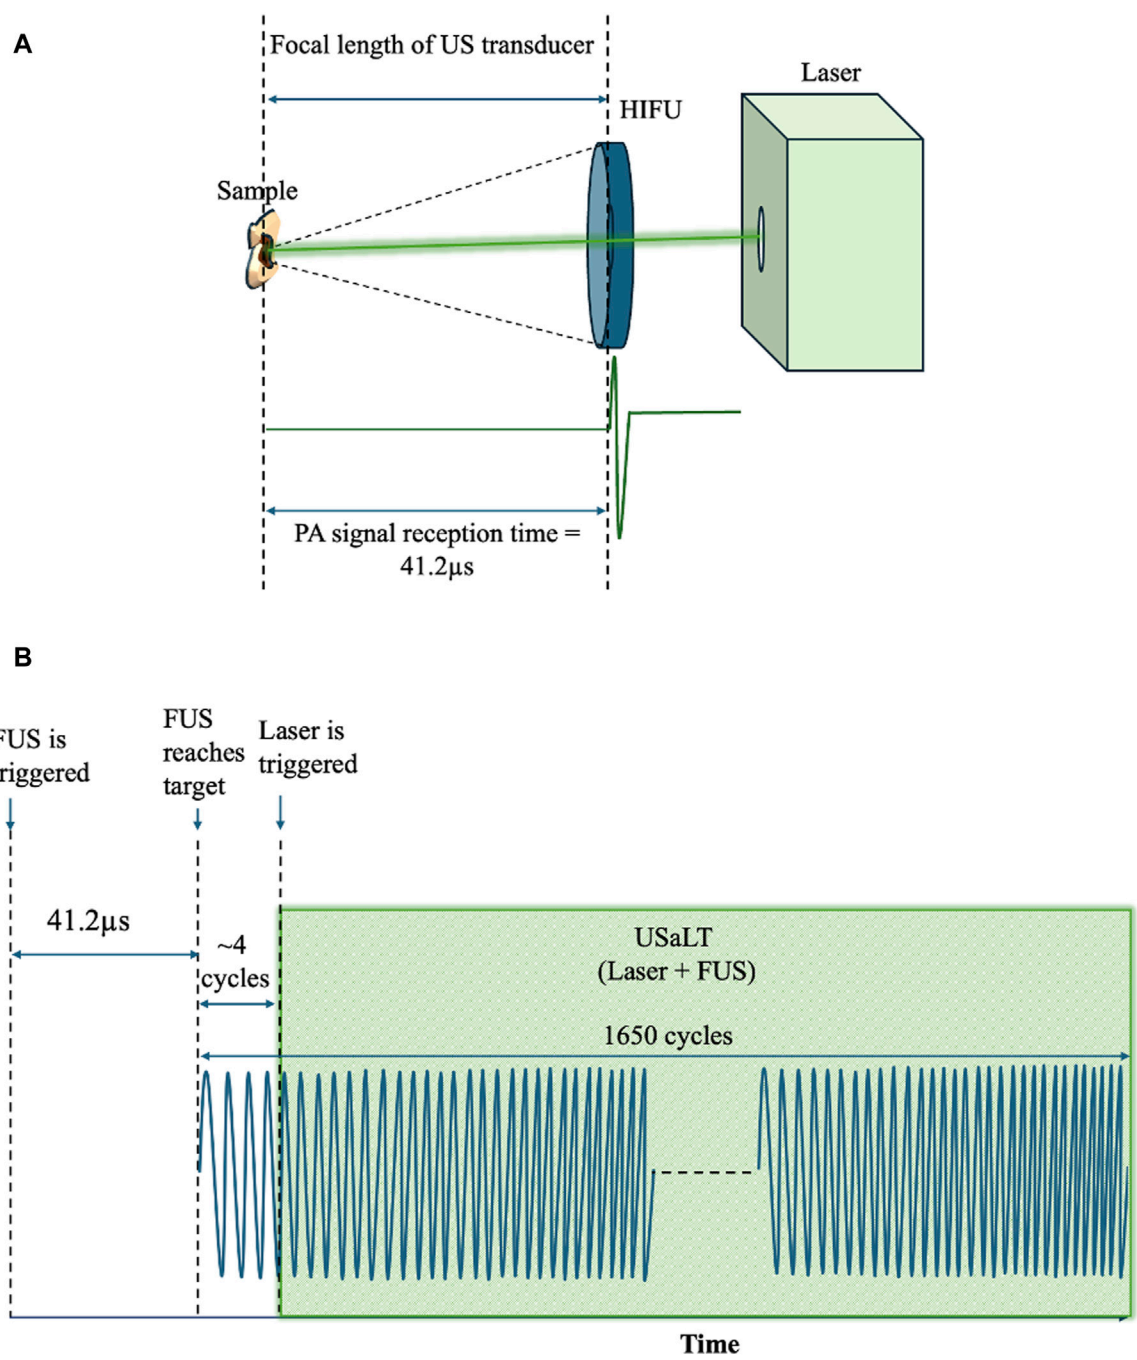 A
Focal length of US transducer
Laser
HIFU
Sample
PA signal reception time =
41.2µs
B
FUS is
riggered
FUS
reaches
target
Laser is
triggered
41.2µs
~4
cycles
USaLT
(Laser + FUS)
1650 cycles
Time